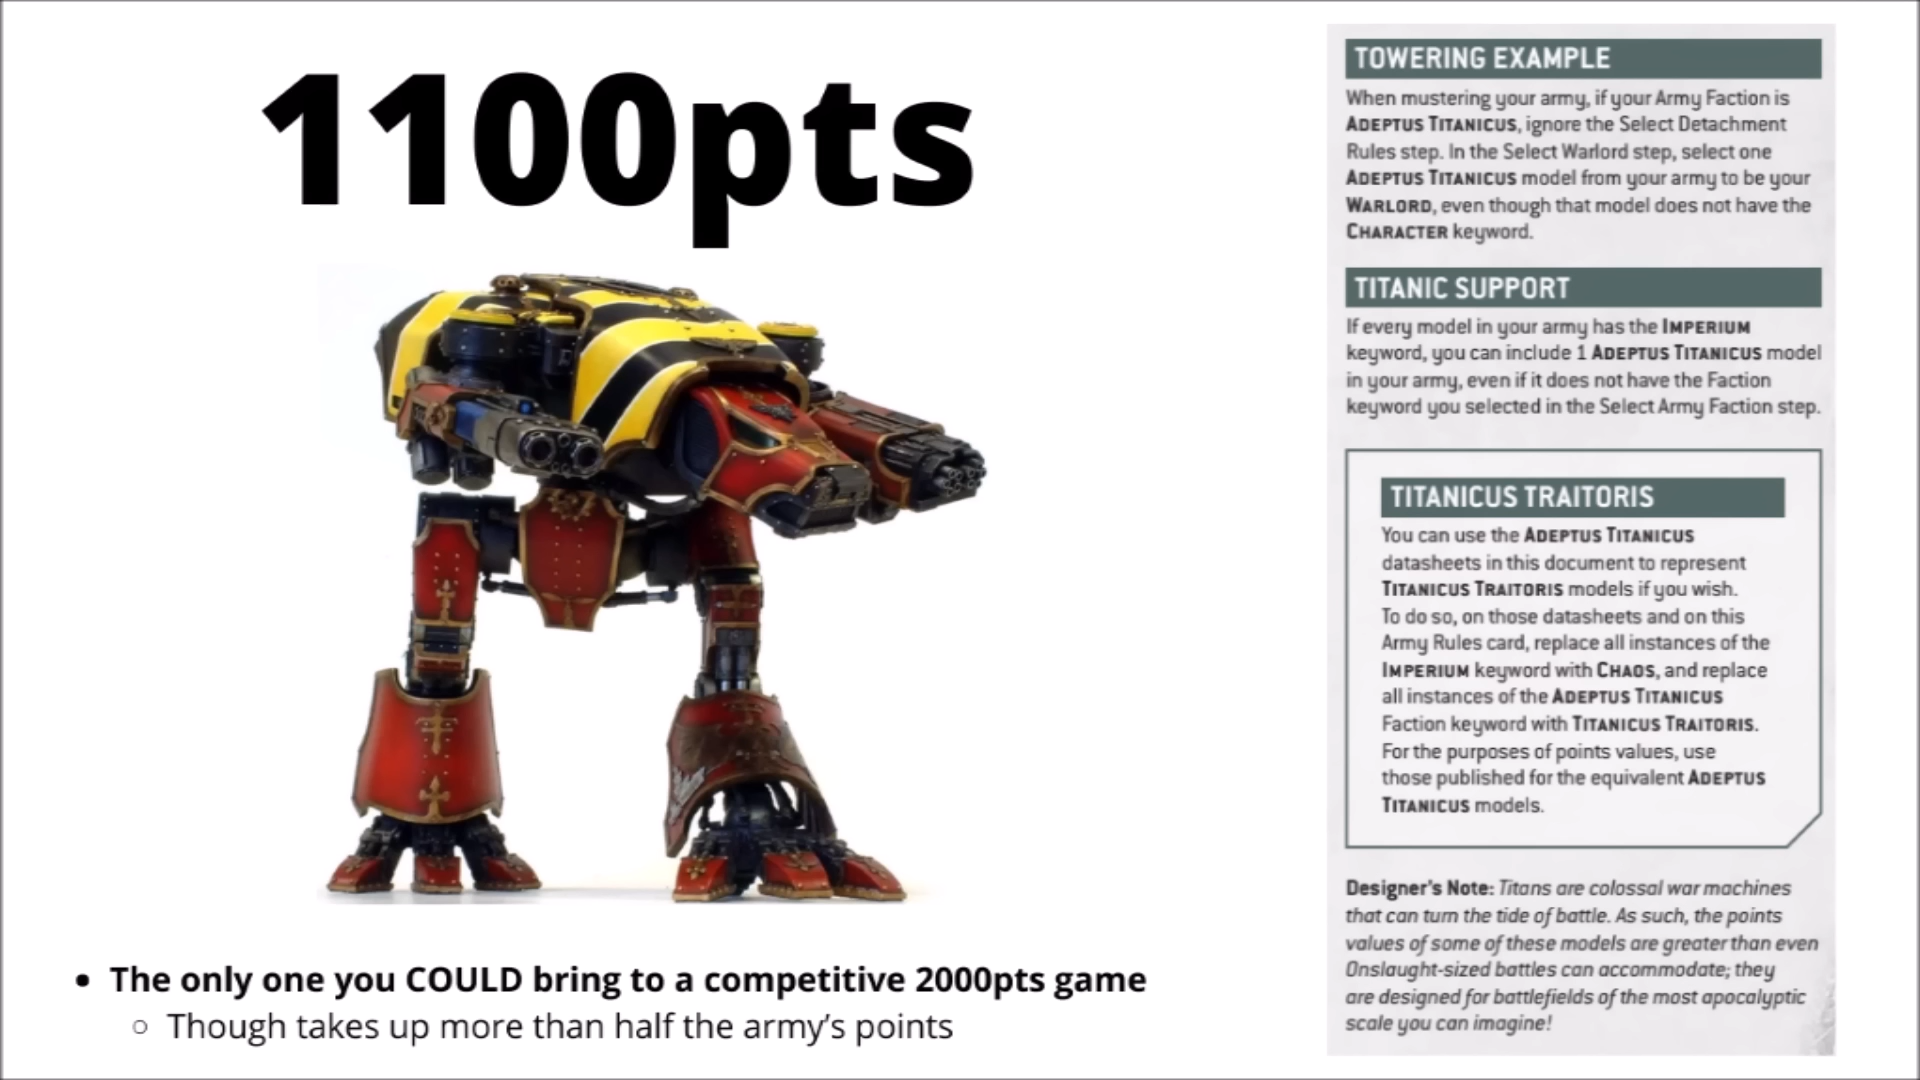 1100pts
• The only one you COULD bring to a competitive 2000pts game
○ Though takes up more than half the army’s points
TOWERING EXAMPLE
When mustering your army, if your Army Faction is
ADEPTUS TITANICUS, ignore the Select Detachment
Rules step. In the Select Warlord step, select one
ADEPTUS TITANICUS model from your army to be your
WARLORD, even though that model does not have the
CHARACTER keyword.
TITANIC SUPPORT
If every model in your army has the IMPERIUM
keyword, you can include 1 ADEPTUS TITANICUS model
in your army, even if it does not have the Faction
keyword you selected in the Select Army Faction step.
TITANICUS TRAITORIS
You can use the ADEPTUS TITANICUS
datasheets in this document to represent
TITANICUS TRAITORIS models if you wish.
To do so, on those datasheets and on this
Army Rules card, replace all instances of the
IMPERIUM keyword with CHAOS, and replace
all instances of the ADEPTUS TITANICUS
Faction keyword with TITANICUS TRAITORIS.
For the purposes of points values, use
those published for the equivalent ADEPTUS
TITANICUS models.
Designer's Note: Titans are colossal war machines
that can turn the tide of battle. As such, the points
values of some of these models are greater than even
Onslaught-sized battles can accommodate; they
are designed for battlefields of the most apocalyptic
scale you can imagine!